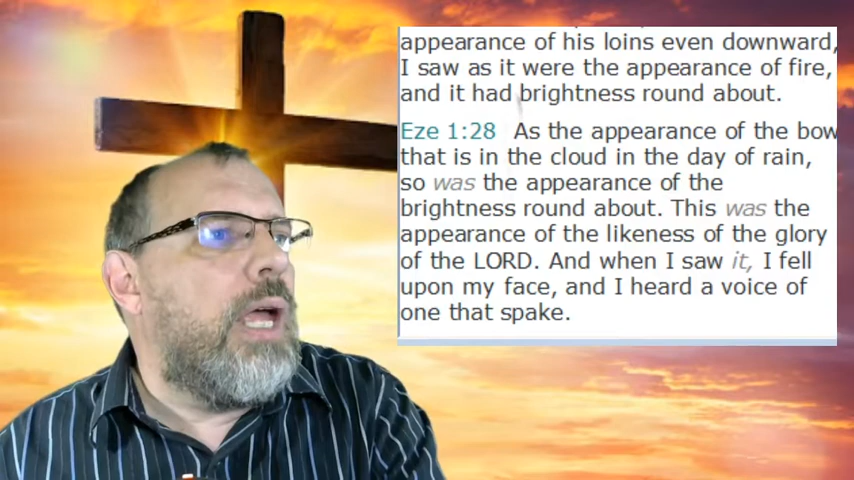 appearance of his loins even downward,
I saw as it were the appearance of fire,
and it had brightness round about.
Eze 1:28 As the appearance of the bow
that is in the cloud in the day of rain,
so was the appearance of the
brightness round about. This was the
appearance of the likeness of the glory
of the LORD. And when I saw it, I fell
upon my face, and I heard a voice of
one that spake.